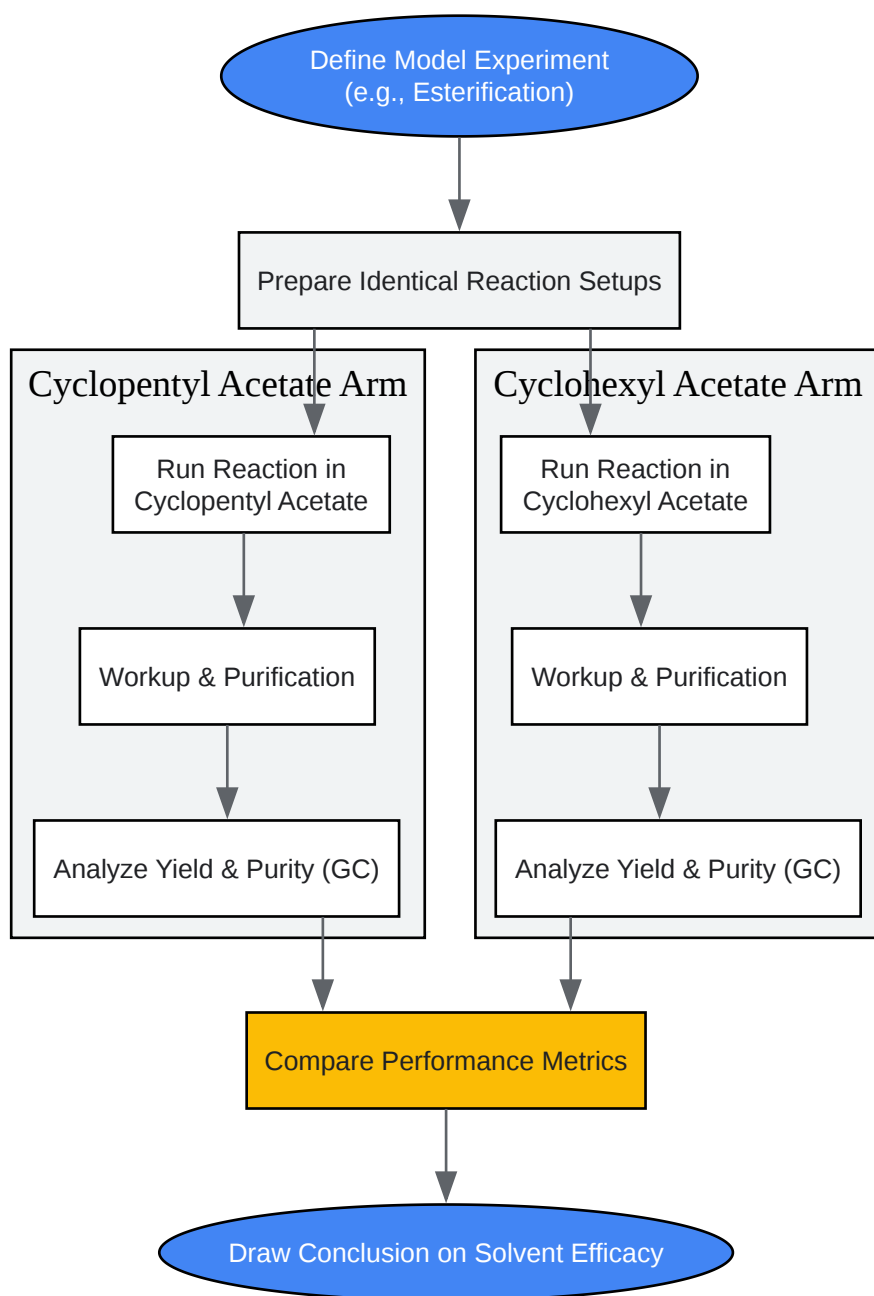 Define Model Experiment
(e.g., Esterification)
Prepare Identical Reaction Setups
Cyclopentyl Acetate Arm
Run Reaction in
Cyclopentyl Acetate
Workup & Purification
Analyze Yield & Purity (GC)
Cyclohexyl Acetate Arm
Run Reaction in
Cyclohexyl Acetate
Workup & Purification
Analyze Yield & Purity (GC)
Compare Performance Metrics
Draw Conclusion on Solvent Efficacy